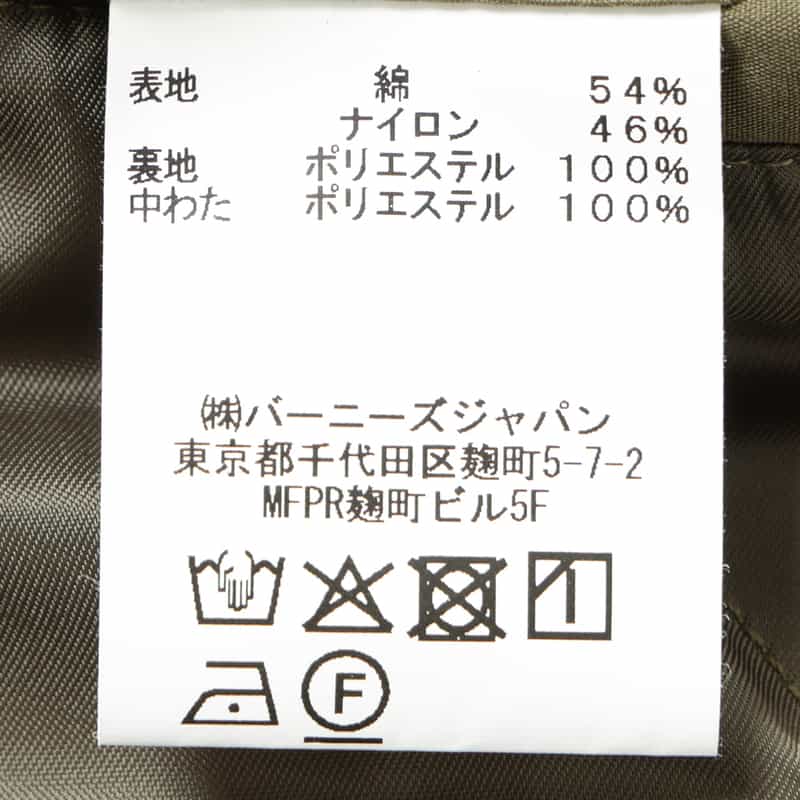 表地 綿 54%
ナイロン 46%
裏地 ポリエステル 100%
中わた ポリエステル 100%
㈱バーニーズジャパン
東京都千代田区麹町5-7-2
MFPR麹町ビル5F
F